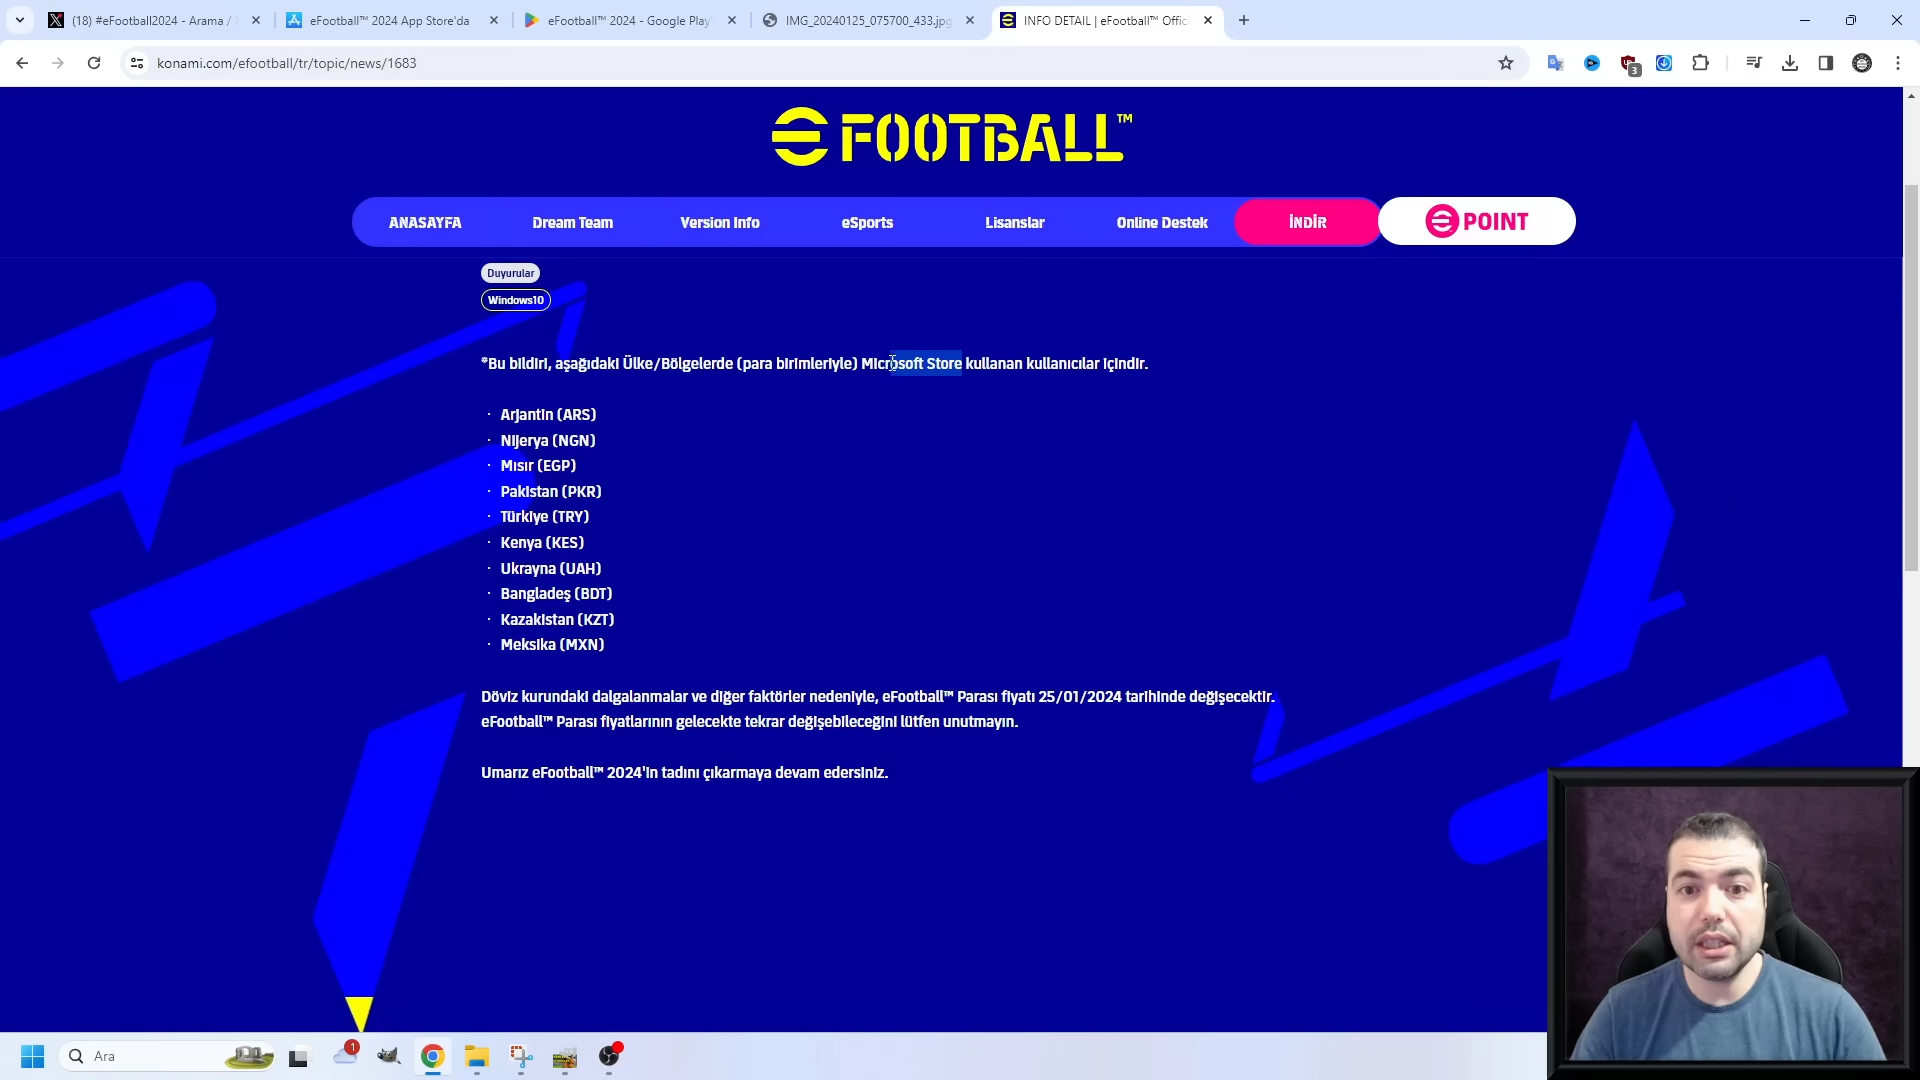 (18) #eFootball2024 - Arama /
eFootball™ 2024 App Store'da
eFootball™ 2024 - Google Play'
IMG_20240125_075700_433.jpg
INFO DETAIL | eFootball™ Offic
konami.com/efootball/tr/topic/news/1683
3
FOOTBALL™
ANASAYFA
Dream Team
Version Info
eSports
Lisanslar
Online Destek
İNDİR
POINT
Duyurular
Windows10
*Bu bildiri, aşağıdaki Ülke/Bölgelerde (para birimleriyle) Microsoft Store kullanan kullanıcılar içindir.
· Arjantin (ARS)
· Nijerya (NGN)
· Mısır (EGP)
· Pakistan (PKR)
· Türkiye (TRY)
· Kenya (KES)
· Ukrayna (UAH)
· Bangladeş (BDT)
· Kazakistan (KZT)
· Meksika (MXN)
Döviz kurundaki dalgalanmalar ve diğer faktörler nedeniyle, eFootball™ Parası fiyatı 25/01/2024 tarihinde değişecektir.
eFootball™ Parası fiyatlarının gelecekte tekrar değişebileceğini lütfen unutmayın.
Umarız eFootball™ 2024'in tadını çıkarmaya devam edersiniz.
Ara
1